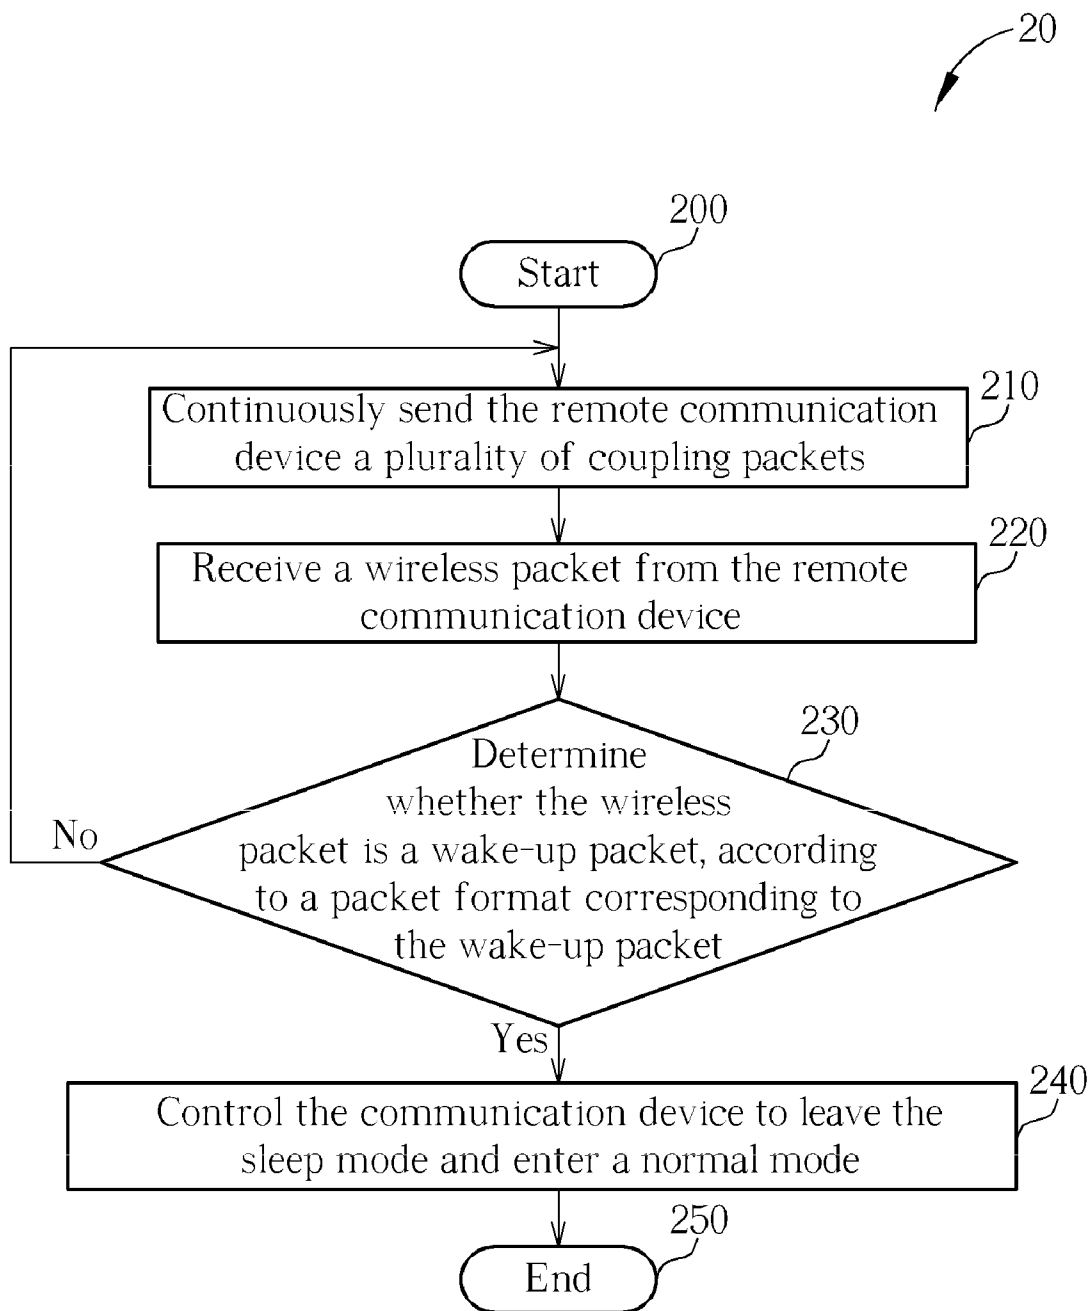 20
200
Start
210
Continuously send the remote communication
device a plurality of coupling packets
220
Receive a wireless packet from the remote
communication device
230
Determine
whether the wireless
packet is a wake-up packet, according
to a packet format corresponding to
the wake-up packet
No
Yes
240
Control the communication device to leave the
sleep mode and enter a normal mode
250
End